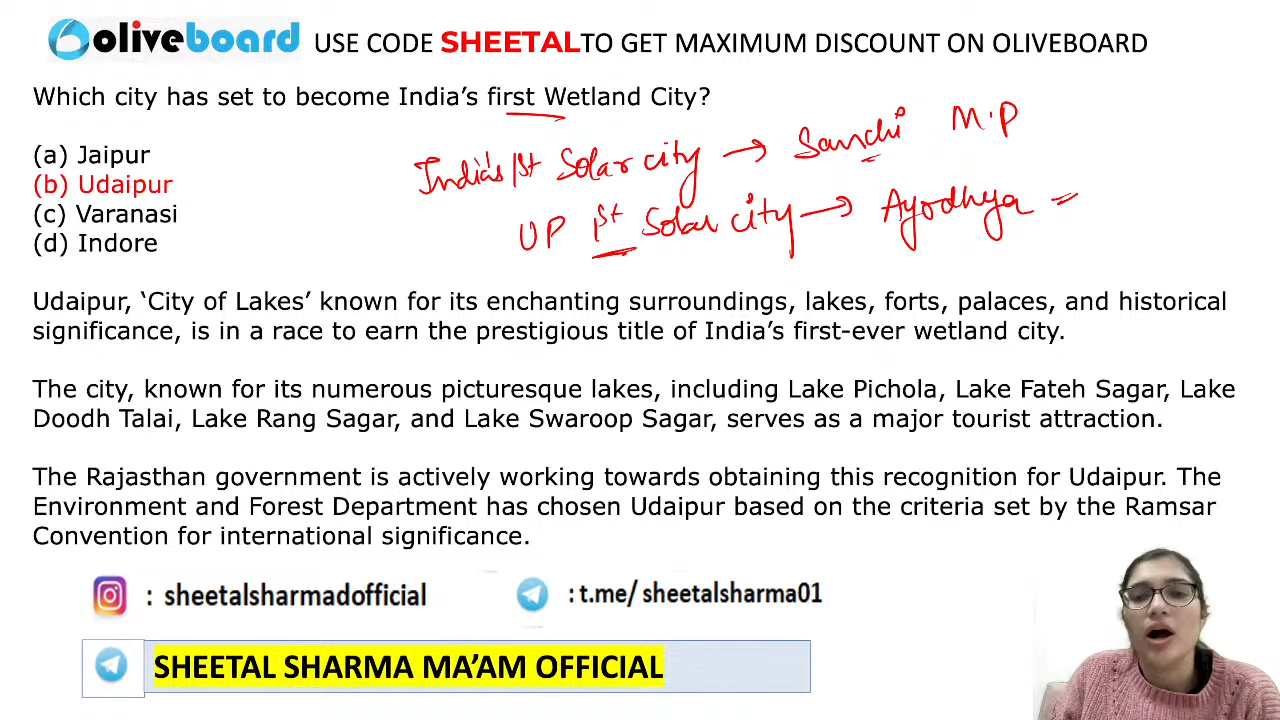 oliveboard USE CODE SHEETAL TO GET MAXIMUM DISCOUNT ON OLIVEBOARD
Which city has set to become India’s first Wetland City?
(a) Jaipur
(b) Udaipur
(c) Varanasi
(d) Indore
India's 1st Solar city → Sanchi M.P
UP 1st Solar city → Ayodhya
Udaipur, ‘City of Lakes’ known for its enchanting surroundings, lakes, forts, palaces, and historical
significance, is in a race to earn the prestigious title of India’s first-ever wetland city.
The city, known for its numerous picturesque lakes, including Lake Pichola, Lake Fateh Sagar, Lake
Doodh Talai, Lake Rang Sagar, and Lake Swaroop Sagar, serves as a major tourist attraction.
The Rajasthan government is actively working towards obtaining this recognition for Udaipur. The
Environment and Forest Department has chosen Udaipur based on the criteria set by the Ramsar
Convention for international significance.
: sheetalsharmadofficial
: t.me/ sheetalsharma01
SHEETAL SHARMA MA’AM OFFICIAL